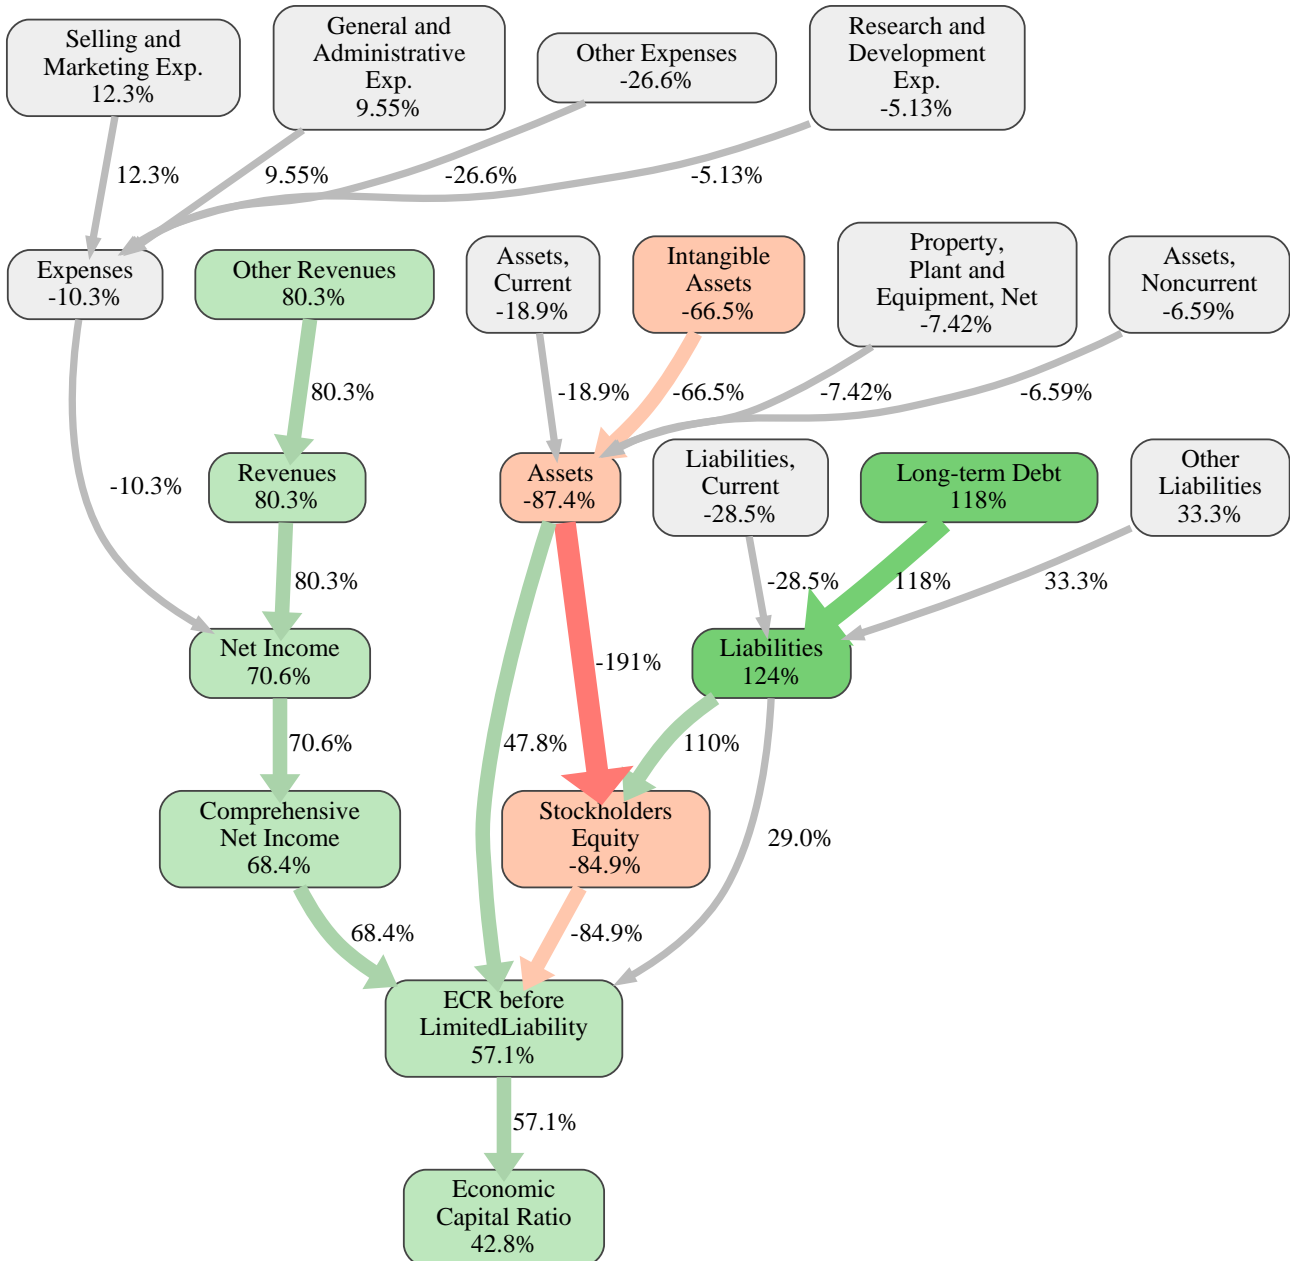 Selling and
Marketing Exp.
12.3%
General and
Administrative
Exp.
9.55%
Other Expenses
-26.6%
Research and
Development
Exp.
-5.13%
12.3%
9.55%
-26.6%
-5.13%
Expenses
-10.3%
Other Revenues
80.3%
Assets,
Current
-18.9%
Intangible
Assets
-66.5%
Property,
Plant and
Equipment, Net
-7.42%
Assets,
Noncurrent
-6.59%
80.3%
-18.9%
-66.5%
-7.42%
-6.59%
-10.3%
Revenues
80.3%
Assets
-87.4%
Liabilities,
Current
-28.5%
Long-term Debt
118%
Other
Liabilities
33.3%
80.3%
-28.5%
118%
33.3%
Net Income
70.6%
-191%
Liabilities
124%
70.6%
47.8%
110%
Comprehensive
Net Income
68.4%
Stockholders
Equity
-84.9%
29.0%
68.4%
-84.9%
ECR before
LimitedLiability
57.1%
57.1%
Economic
Capital Ratio
42.8%